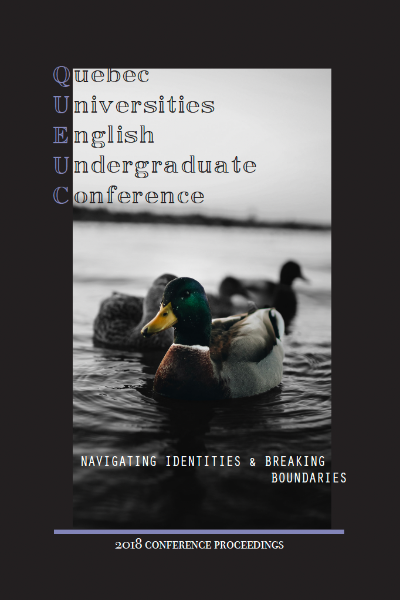 Quebec
Universities
English
Undergraduate
Conference
NAVIGATING IDENTITIES & BREAKING
BOUNDARIES
2018 CONFERENCE PROCEEDINGS